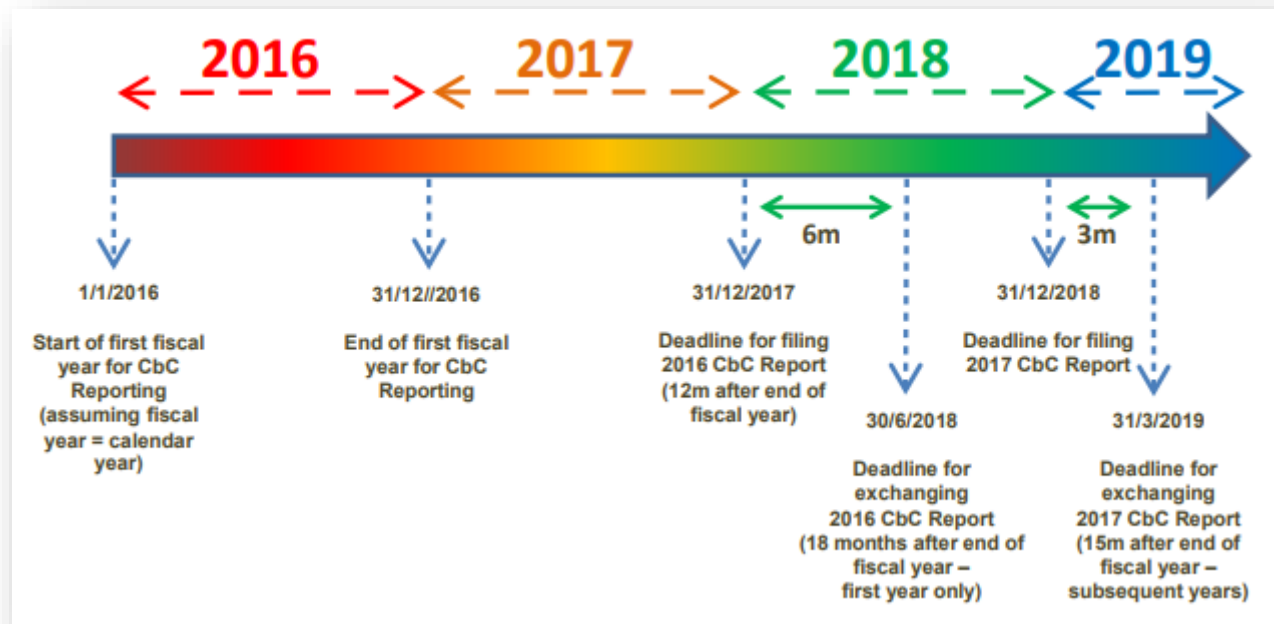 2016
2017
2018
2019
6m
3m
1/1/2016
Start of first fiscal
year for CbC
Reporting
(assuming fiscal
year = calendar
year)
31/12//2016
End of first fiscal
year for CbC
Reporting
31/12/2017
Deadline for filing
2016 CbC Report
(12m after end of
fiscal year)
30/6/2018
Deadline for
exchanging
2016 CbC Report
(18 months after end of
fiscal year –
first year only)
31/12/2018
Deadline for filing
2017 CbC Report
31/3/2019
Deadline for
exchanging
2017 CbC Report
(15m after end of
fiscal year –
subsequent years)